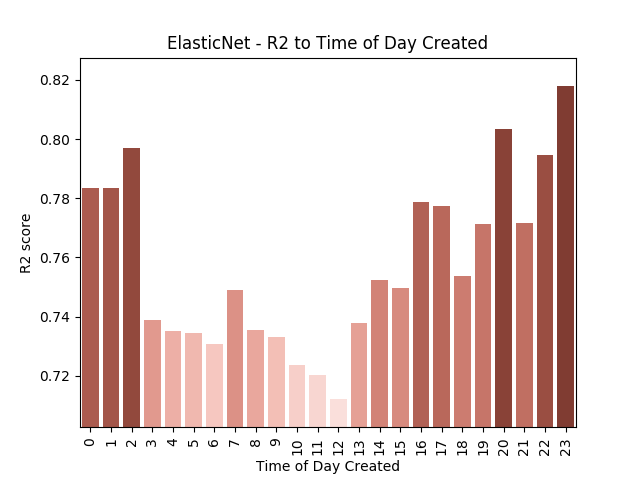 ElasticNet - R2 to Time of Day Created
0.82
0.80
0.78
0.76
0.74
0.72
R2 score
0 1 2 3 4 5 6 7 8 9 10 11 12 13 14 15 16 17 18 19 20 21 22 23
Time of Day Created